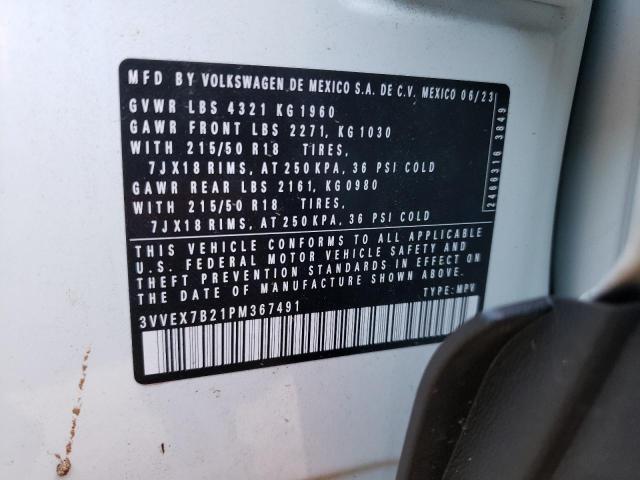 MFD BY VOLKSWAGEN DE MEXICO S.A. DE C.V. MEXICO 06/23
GVWR LBS 4321 KG 1960
GAWR FRONT LBS 2271, KG 1030
WITH 215/50 R18 TIRES,
7JX18 RIMS, AT 250 KPA, 36 PSI COLD
GAWR REAR LBS 2161, KG 0980
WITH 215/50 R18 TIRES,
7JX18 RIMS, AT 250 KPA, 36 PSI COLD
2466316 3849
THIS VEHICLE CONFORMS TO ALL APPLICABLE
U.S. FEDERAL MOTOR VEHICLE SAFETY AND
THEFT PREVENTION STANDARDS IN EFFECT ON
THE DATE OF MANUFACTURE SHOWN ABOVE.
3VVEX7B21PM367491 TYPE: MPV